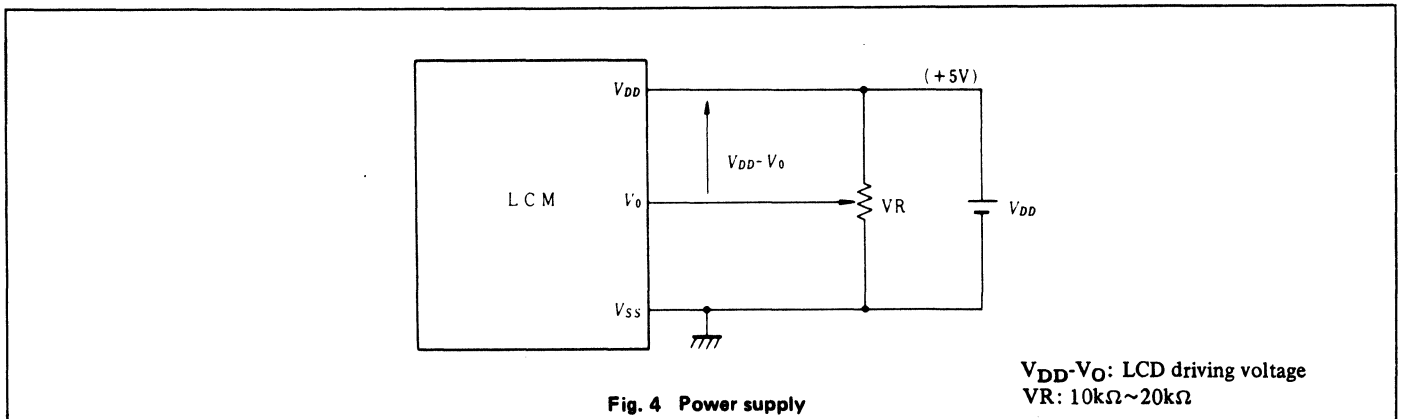 (+5V)
VDD
VDD-V0
LCM
V0
VR
VDD
VSS
VDD-VO: LCD driving voltage
VR: 10kΩ~20kΩ
Fig. 4 Power supply